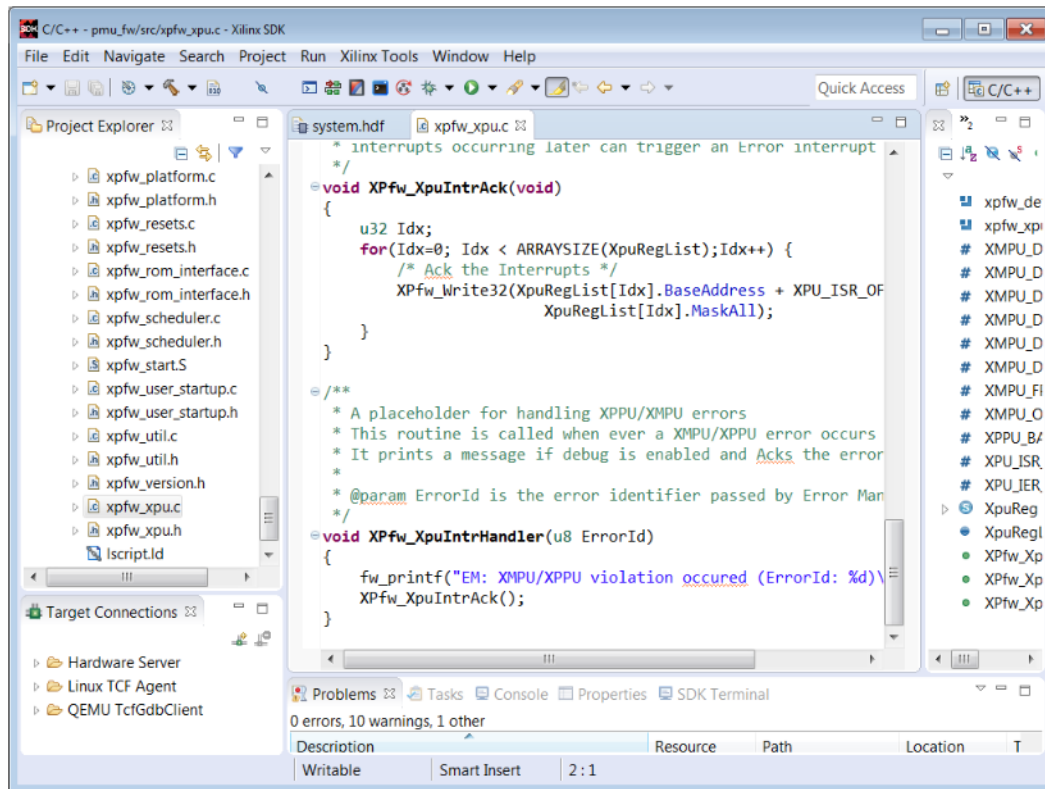 C/C++ - pmu_fw/src/xpfw_xpu.c - Xilinx SDK
File Edit Navigate Search Project Run Xilinx Tools Window Help
Quick Access
C/C++
Project Explorer
xpfw_platform.c
xpfw_platform.h
xpfw_resets.c
xpfw_resets.h
xpfw_rom_interface.c
xpfw_rom_interface.h
xpfw_scheduler.c
xpfw_scheduler.h
xpfw_start.S
xpfw_user_startup.c
xpfw_user_startup.h
xpfw_util.c
xpfw_util.h
xpfw_version.h
xpfw_xpu.c
xpfw_xpu.h
lscript.ld
Target Connections
Hardware Server
Linux TCF Agent
QEMU TcfGdbClient
system.hdf
xpfw_xpu.c
* interrupts occurring later can trigger an Error interrupt
*/
void XPfw_XpuIntrAck(void)
{
u32 Idx;
for(Idx=0; Idx < ARRAYSIZE(XpuRegList);Idx++) {
/* Ack the Interrupts */
XPfw_Write32(XpuRegList[Idx].BaseAddress + XPU_ISR_OF
XpuRegList[Idx].MaskAll);
}
}
/**
* A placeholder for handling XPPU/XMPU errors
* This routine is called when ever a XMPU/XPPU error occurs
* It prints a message if debug is enabled and Acks the error
*
* @param ErrorId is the error identifier passed by Error Man
*/
void XPfw_XpuIntrHandler(u8 ErrorId)
{
fw_printf("EM: XMPU/XPPU violation occured (ErrorId: %d)\
XPfw_XpuIntrAck();
}
»2
xpfw_de
xpfw_xpu
XMPU_D
XMPU_D
XMPU_D
XMPU_D
XMPU_D
XMPU_D
XMPU_FI
XMPU_O
XPPU_BA
XPU_ISR_
XPU_IER_
XpuReg
XpuRegL
XPfw_Xp
XPfw_Xp
XPfw_Xp
Problems Tasks Console Properties SDK Terminal
0 errors, 10 warnings, 1 other
Description Resource Path Location T
Writable Smart Insert 2 : 1